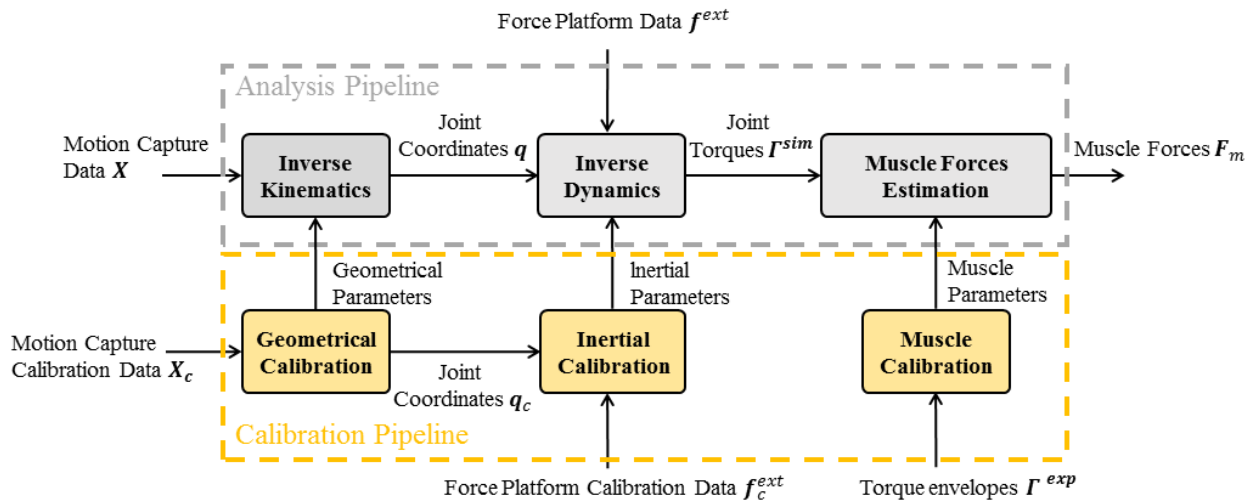 Force Platform Data f^ext
Analysis Pipeline
Motion Capture
Data X
Inverse
Kinematics
Joint
Coordinates q
Inverse
Dynamics
Joint
Torques Γ^sim
Muscle Forces
Estimation
Muscle Forces F_m
Geometrical
Parameters
Inertial
Parameters
Muscle
Parameters
Motion Capture
Calibration Data X_c
Geometrical
Calibration
Joint
Coordinates q_c
Inertial
Calibration
Muscle
Calibration
Calibration Pipeline
Force Platform Calibration Data f_c^ext
Torque envelopes Γ^exp